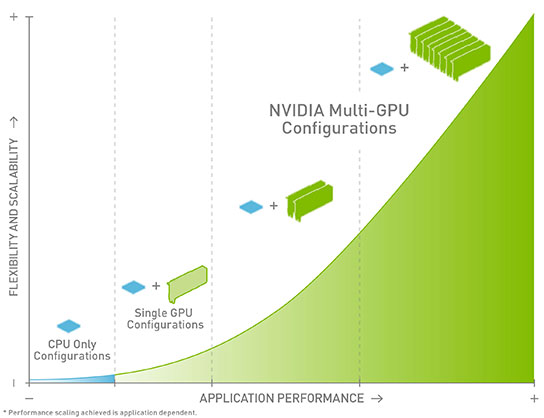 +
FLEXIBILITY AND SCALABILITY →
+
NVIDIA Multi-GPU
Configurations
+
+
Single GPU
Configurations
CPU Only
Configurations
–
APPLICATION PERFORMANCE →
+
* Performance scaling achieved is application dependent.